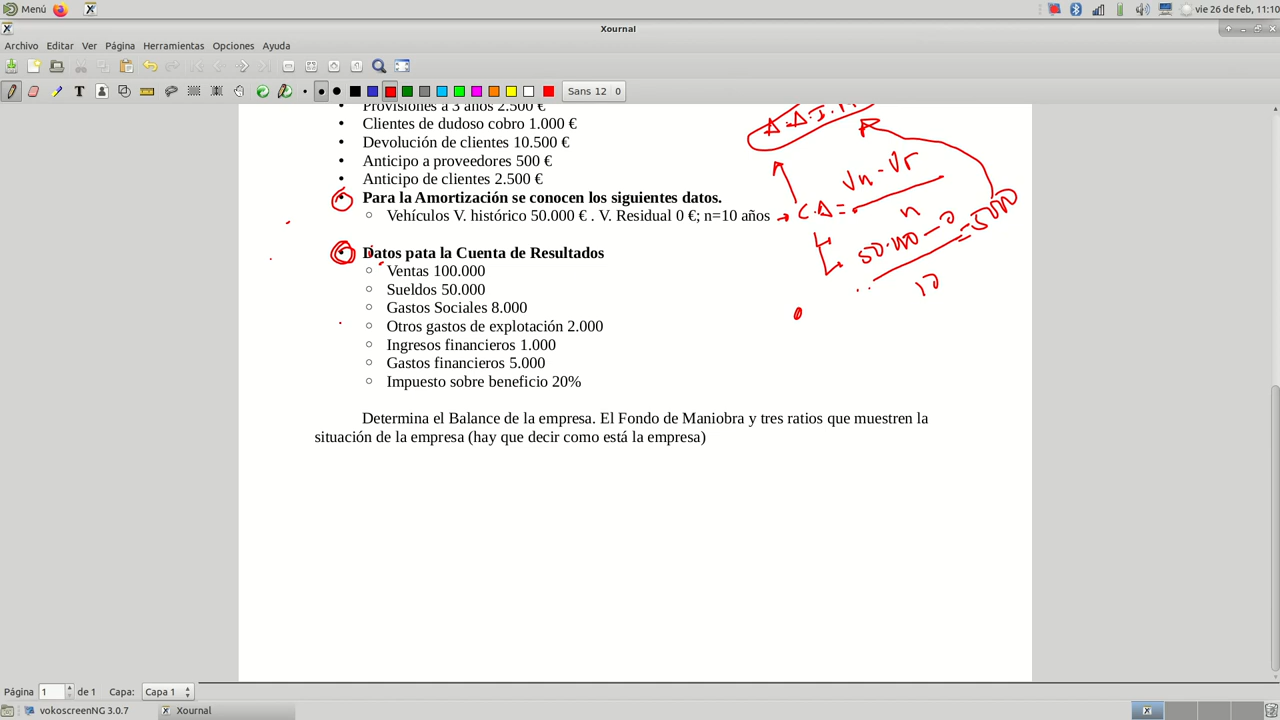 Menú
vie 26 de feb, 11:10
Xournal
Archivo Editar Ver Página Herramientas Opciones Ayuda
Sans 12 0
Provisiones a 3 años 2.500 €
• Clientes de dudoso cobro 1.000 €
• Devolución de clientes 10.500 €
• Anticipo a proveedores 500 €
• Anticipo de clientes 2.500 €
• Para la Amortización se conocen los siguientes datos.
○ Vehículos V. histórico 50.000 € . V. Residual 0 €; n=10 años
→ C.A =
Vn - Vr
n
50.000 - 0
10
= 5000
• Datos pata la Cuenta de Resultados
○ Ventas 100.000
○ Sueldos 50.000
○ Gastos Sociales 8.000
○ Otros gastos de explotación 2.000
○ Ingresos financieros 1.000
○ Gastos financieros 5.000
○ Impuesto sobre beneficio 20%
Determina el Balance de la empresa. El Fondo de Maniobra y tres ratios que muestren la
situación de la empresa (hay que decir como está la empresa)
Página 1 de 1 Capa: Capa 1
vokoscreenNG 3.0.7
Xournal